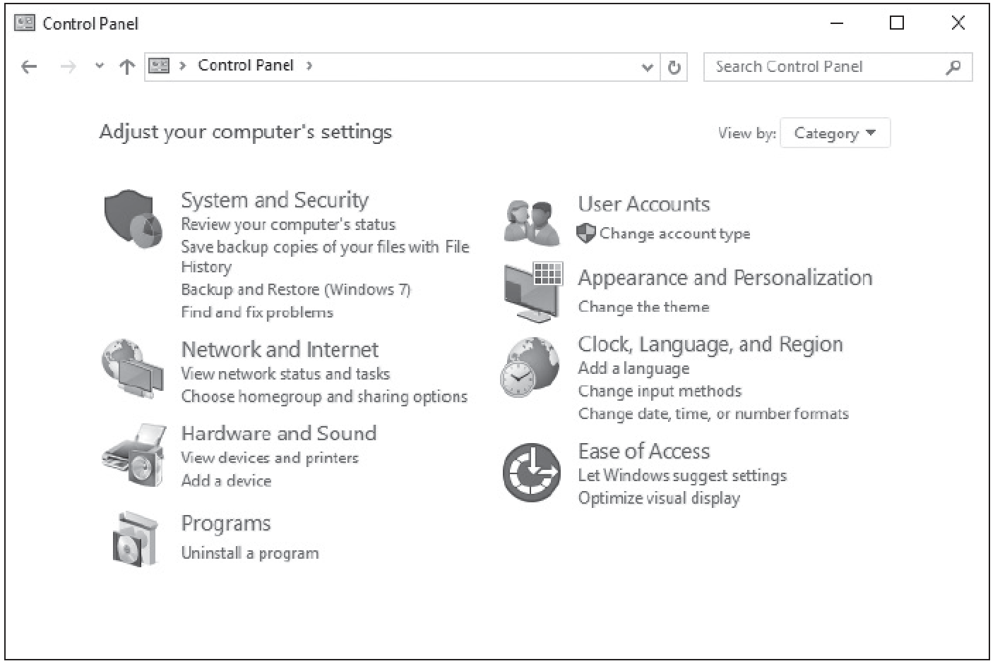 Control Panel
Control Panel
Search Control Panel
Adjust your computer's settings
View by: Category
System and Security
Review your computer's status
Save backup copies of your files with File
History
Backup and Restore (Windows 7)
Find and fix problems
Network and Internet
View network status and tasks
Choose homegroup and sharing options
Hardware and Sound
View devices and printers
Add a device
Programs
Uninstall a program
User Accounts
Change account type
Appearance and Personalization
Change the theme
Clock, Language, and Region
Add a language
Change input methods
Change date, time, or number formats
Ease of Access
Let Windows suggest settings
Optimize visual display